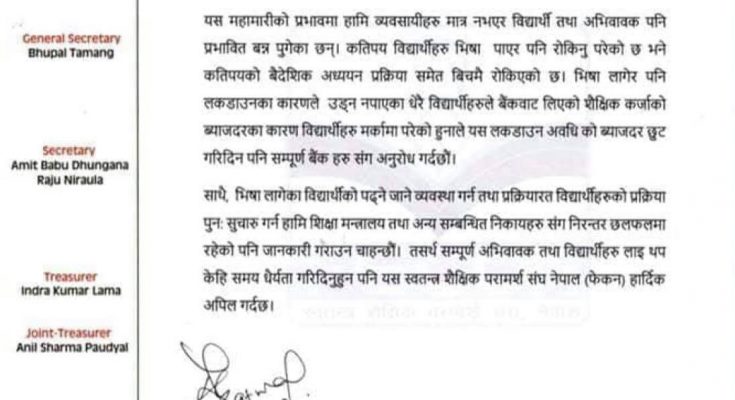 General Secretary
Bhupal Tamang
Secretary
Amit Babu Dhungana
Raju Niraula
Treasurer
Indra Kumar Lama
Joint-Treasurer
Anil Sharma Paudyal
यस महामारीको प्रभावमा हामि व्यवसायीहरु मात्र नभएर विद्यार्थी तथा अभिवावक पनि
प्रभावित बन्न पुगेका छन्। कतिपय विद्यार्थीहरु भिषा पाएर पनि रोकिनु परेको छ भने
कतिपयको बैदेशिक अध्ययन प्रक्रिया समेत बिचमै रोकिएको छ। भिषा लागेर पनि
लकडाउनका कारणले उड्न नपाएका धेरै विद्यार्थीहरुले बैंकवाट लिएको शैक्षिक कर्जाको
ब्याजदरका कारण विद्यार्थीहरु मर्कामा परेको हुनाले यस लकडाउन अवधि को ब्याजदर छुट
गरिदिन पनि सम्पूर्ण बैंक हरु संग अनुरोध गर्दछौं।
साथै, भिषा लागेका विद्यार्थीको पढ्ने जाने व्यवस्था गर्न तथा प्रक्रियारत विद्यार्थीहरुको प्रक्रिया
पुन: सुचारु गर्न हामि शिक्षा मन्त्रालय तथा अन्य सम्बन्धित निकायहरु संग निरन्तर छलफलमा
रहेको पनि जानकारी गराउन चाहन्छौं। तसर्थ सम्पूर्ण अभिवावक तथा विद्यार्थीहरु लाइ थप
केहि समय धैर्यता गरिदिनुहुन पनि यस स्वतन्त्र शैक्षिक परामर्श संघ नेपाल (फेकन) हार्दिक
अपिल गर्दछ।